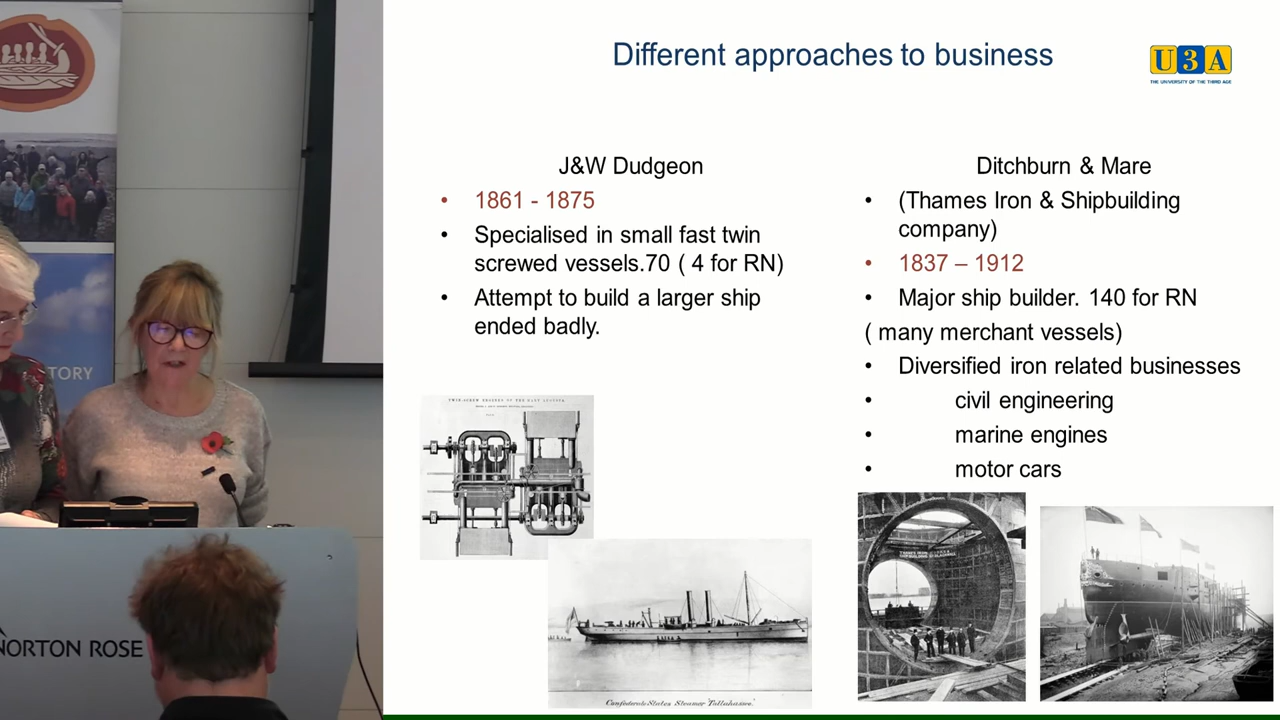 Different approaches to business
U3A
THE UNIVERSITY OF THE THIRD AGE
J&W Dudgeon
• 1861 - 1875
• Specialised in small fast twin
screwed vessels.70 ( 4 for RN)
• Attempt to build a larger ship
ended badly.
Ditchburn & Mare
• (Thames Iron & Shipbuilding
company)
• 1837 – 1912
• Major ship builder. 140 for RN
( many merchant vessels)
• Diversified iron related businesses
• civil engineering
• marine engines
• motor cars
Confederate States Steamer "Tallahassee."
TORY
NORTON ROSE